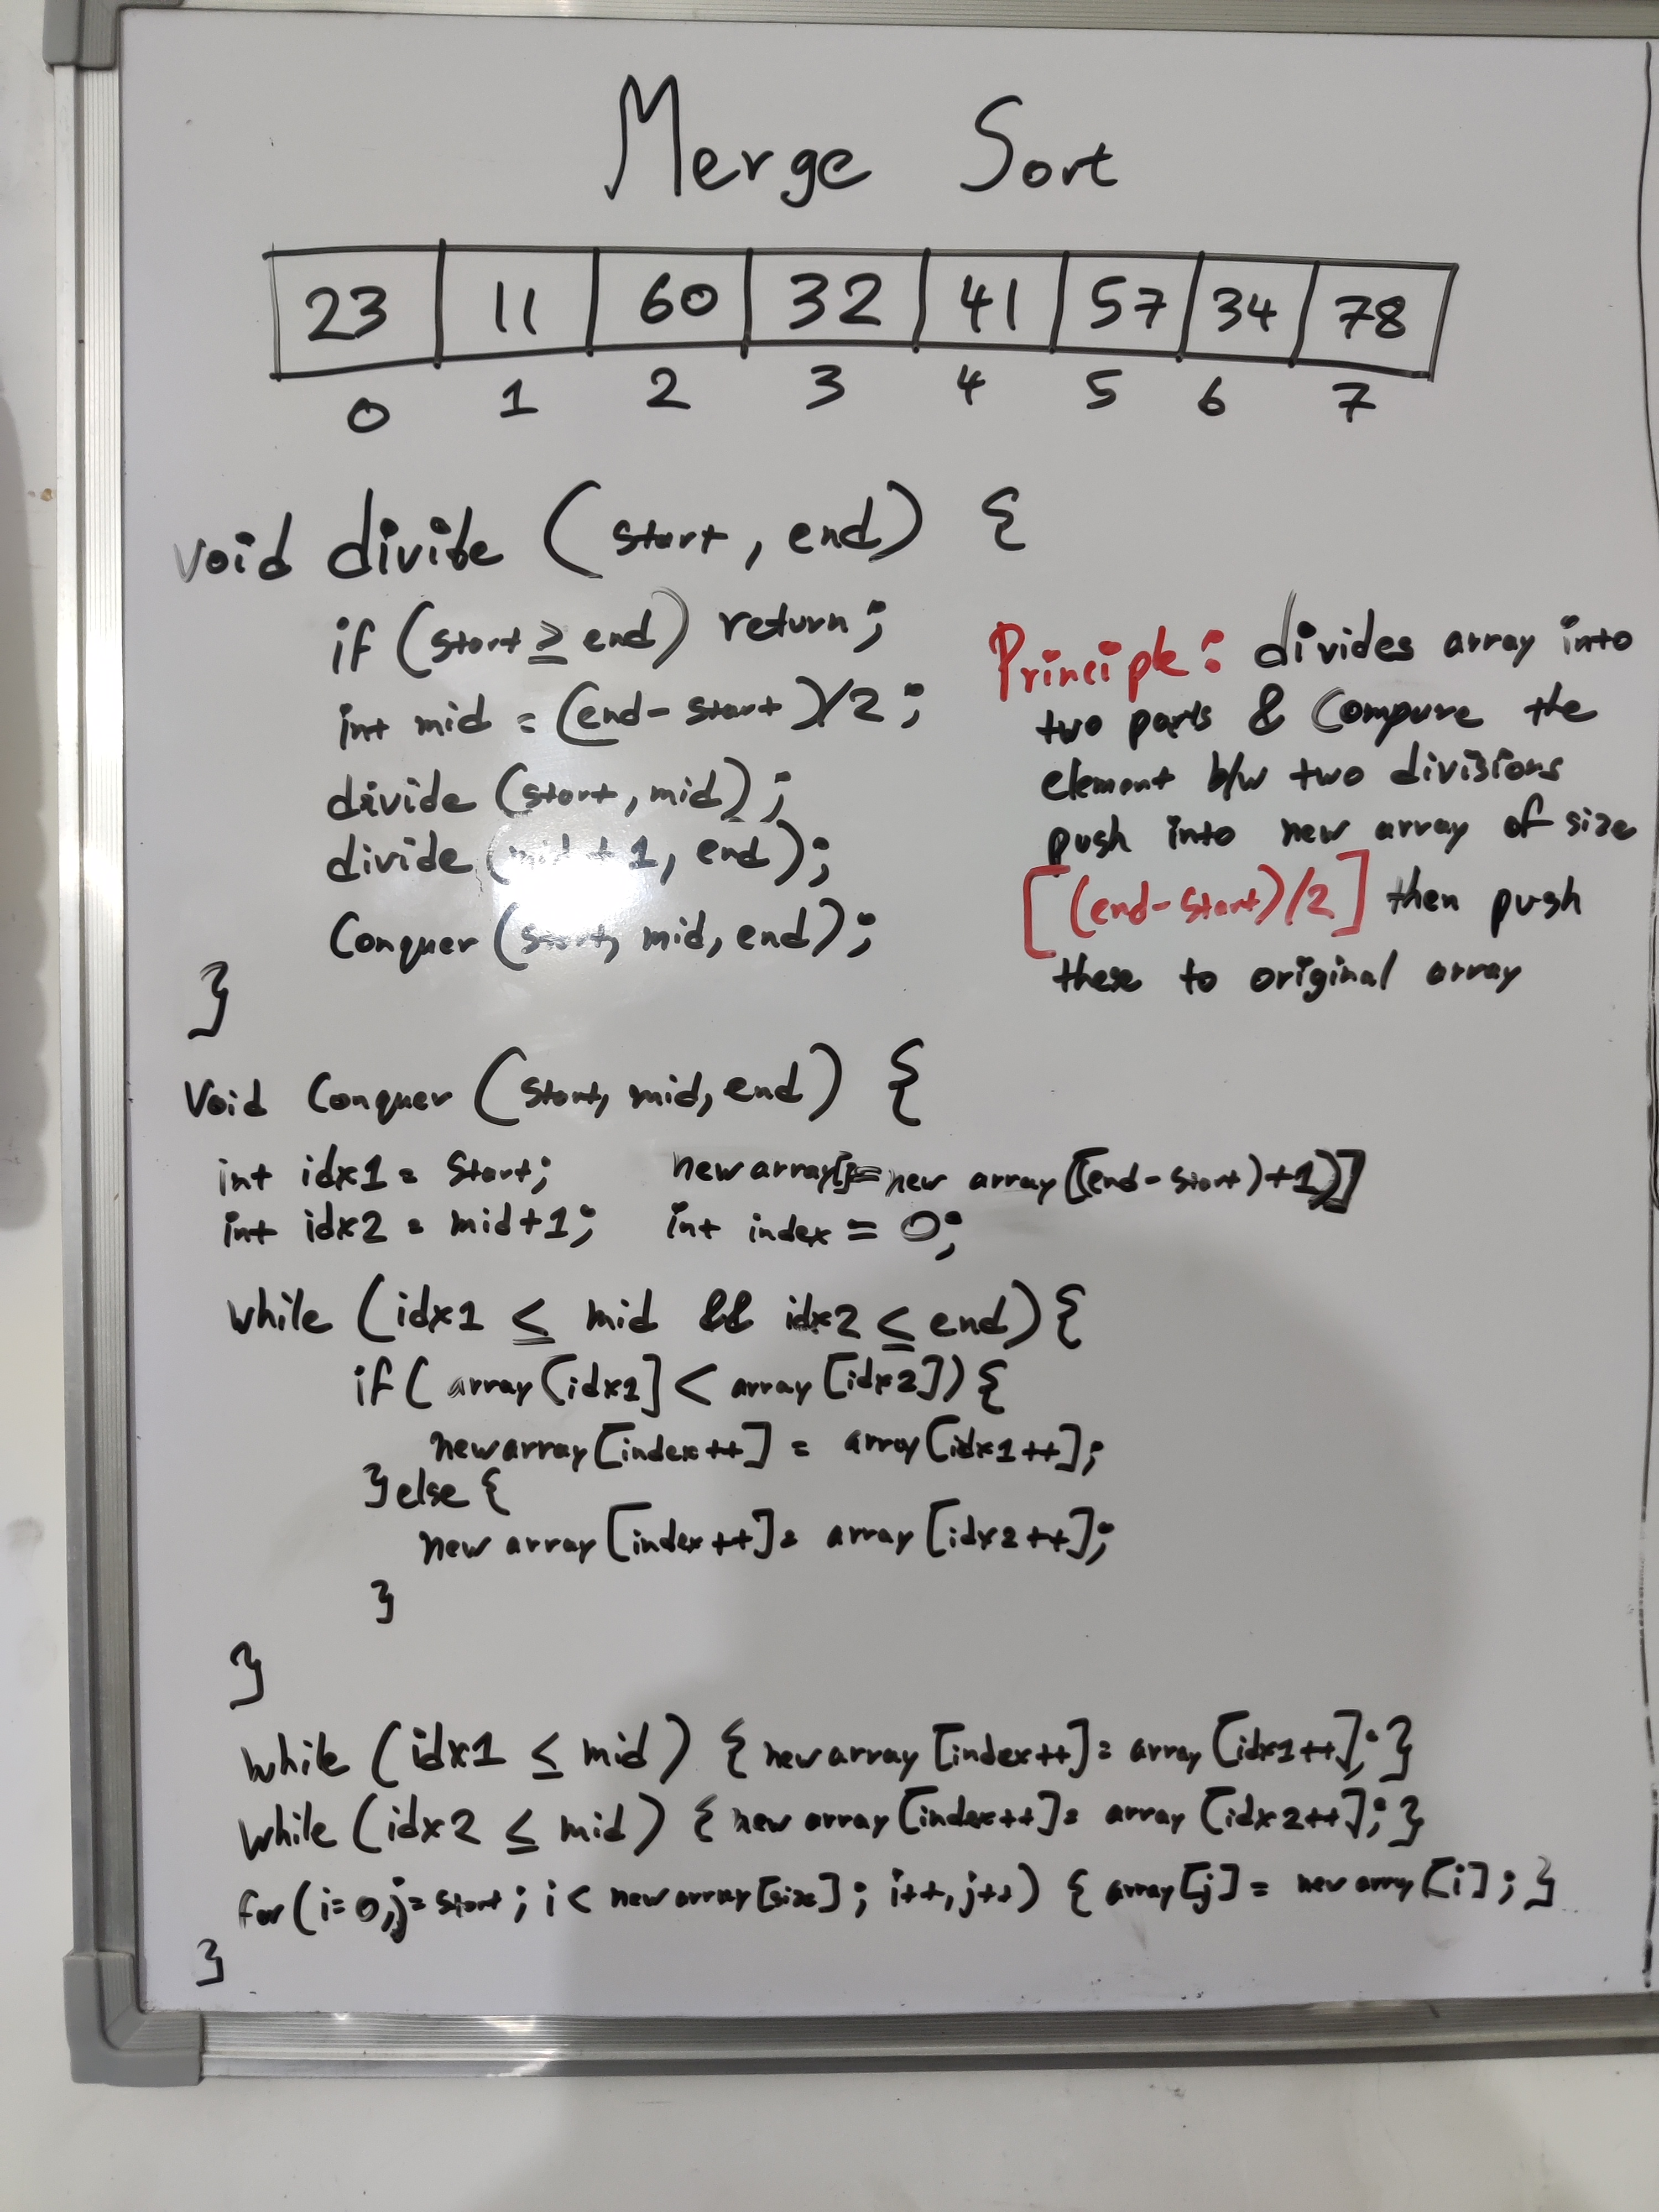 Merge Sort
23 11 60 32 41 57 34 78
0 1 2 3 4 5 6 7
void divide (start, end) {
if (start ≥ end) return;
int mid = (end-start)/2;
divide (start, mid);
divide (mid+1, end);
Conquer (start, mid, end);
}
Principle: divides array into
two parts & Compare the
element b/w two divisions
push into new array of size
[(end-start)/2] then push
these to original array
Void Conquer (start, mid, end) {
int idx1 = start; newarray[]= new array[(end-start)+1)]
int idx2 = mid+1; int index = 0;
while (idx1 ≤ mid && idx2 ≤ end) {
if( array[idx1] < array[idx2]) {
newarray[index++] = array[idx1++];
} else {
new array[index++]= array[idx2++];
}
}
while (idx1 ≤ mid) { newarray[index++]= array[idx1++]; }
while (idx2 ≤ mid) { new array[index++]= array[idx2++]; }
for(i=0,j=start; i< newarray[size]; i++, j++) { array[j] = new array[i]; }
}